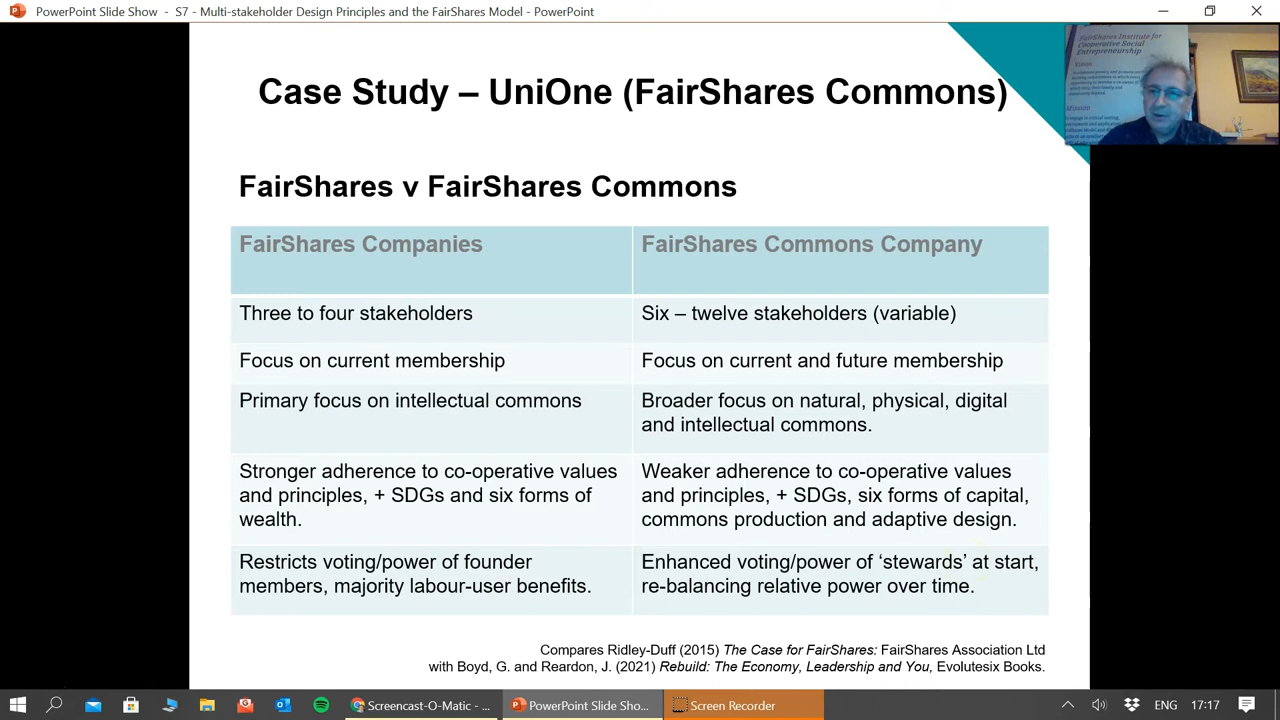 PowerPoint Slide Show - S7 - Multi-stakeholder Design Principles and the FairShares Model - PowerPoint
FairShares Institute for
Cooperative Social
Entrepreneurship
Vision
Mission
Case Study – UniOne (FairShares Commons)
FairShares v FairShares Commons
FairShares Companies
FairShares Commons Company
Three to four stakeholders
Six – twelve stakeholders (variable)
Focus on current membership
Focus on current and future membership
Primary focus on intellectual commons
Broader focus on natural, physical, digital
and intellectual commons.
Stronger adherence to co-operative values
and principles, + SDGs and six forms of
wealth.
Weaker adherence to co-operative values
and principles, + SDGs, six forms of capital,
commons production and adaptive design.
Restricts voting/power of founder
members, majority labour-user benefits.
Enhanced voting/power of ‘stewards’ at start,
re-balancing relative power over time.
Compares Ridley-Duff (2015) The Case for FairShares: FairShares Association Ltd
with Boyd, G. and Reardon, J. (2021) Rebuild: The Economy, Leadership and You, Evolutesix Books.
Screencast-O-Matic - ...
PowerPoint Slide Sho...
Screen Recorder
ENG
17:17